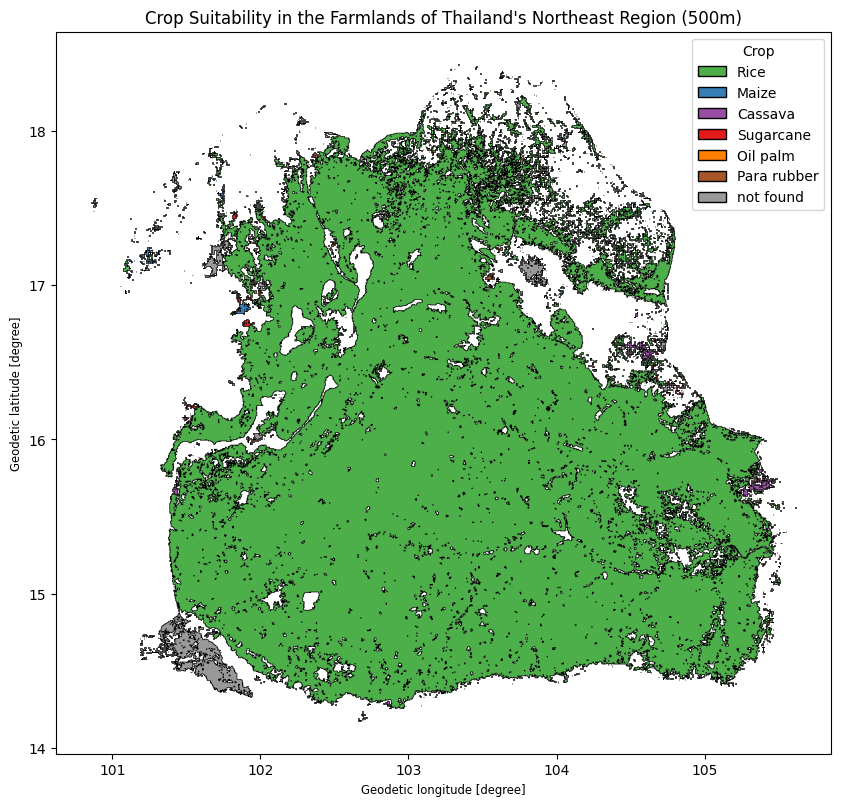 Crop Suitability in the Farmlands of Thailand's Northeast Region (500m)
Crop
Rice
Maize
Cassava
Sugarcane
Oil palm
Para rubber
not found
18
17
16
15
14
Geodetic latitude [degree]
101
102
103
104
105
Geodetic longitude [degree]